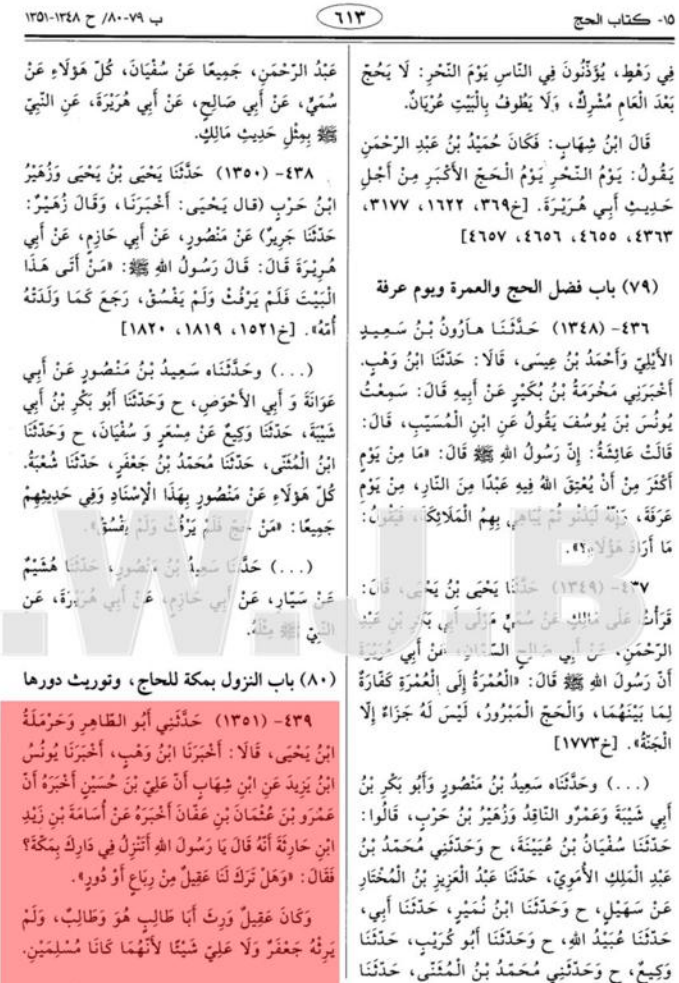 ١٥- كتاب الحج
٦١٣
ب ٧٩-٨٠/ ح ١٣٤٨-١٣٥١
فِي رَهْطٍ، يُؤَذِّنُونَ فِي النَّاسِ يَوْمَ النَّحْرِ: لَا يَحُجّ
بَعْدَ الْعَامِ مُشْرِكٌ، وَلَا يَطُوفُ بِالْبَيْتِ عُرْيَانٌ.
قَالَ ابْنُ شِهَابٍ: فَكَانَ حُمَيْدُ بْنُ عَبْدِ الرَّحْمَنِ
يَقُولُ: يَوْمُ النَّحْرِ يَوْمُ الْحَجّ الأَكْبَرِ مِنْ أَجْلِ
حَدِيثِ أَبِي هُرَيْرَةَ. [خ٣٦٩، ١٦٢٢، ٣١٧٧،
٤٣٦٣، ٤٦٥٥، ٤٦٥٦، ٤٦٥٧]
(٧٩) باب فضل الحج والعمرة ويوم عرفة
٤٣٦- (١٣٤٨) حَدَّثَنَا هَارُونُ بْنُ سَعِيدٍ
الأَيْلِيّ وَأَحْمَدُ بْنُ عِيسَى، قَالَا: حَدّثَنَا ابْنُ وَهْبٍ.
أَخْبَرَنِي مَخْرَمَةُ بْنُ بُكَيْرٍ عَنْ أَبِيهِ قَالَ: سَمِعْتُ
يُونُسَ بْنَ يُوسُفَ يَقُولُ عَنِ ابْنِ الْمُسَيّبِ، قَالَ:
قَالَتْ عَائِشَةُ: إِنّ رَسُولَ اللهِ ﷺ قَالَ: «مَا مِنْ يَوْمٍ
أَكْثَرَ مِنْ أَنْ يُعْتِقَ اللهُ فِيهِ عَبْدًا مِنَ النّارِ، مِنْ يَوْمِ
عَرَفَةَ، وَإِنّهُ لَيَدْنُو ثُمّ يُبَاهِي بِهِمُ الْمَلَائِكَةَ، فَيَقُولُ:
مَا أَرَادَ هَؤُلَاءِ؟».
٤٣٧- (١٣٤٩) حَدَّثَنَا يَحْيَى بْنُ يَحْيَى، قَالَ:
قَرَأْتُ عَلَى مَالِكٍ عَنْ سُمَيّ مَوْلَى أَبِي بَكْرِ بْنِ عَبْدِ
الرّحْمَنِ، عَنْ أَبِي صَالِحٍ السّمّانِ، عَنْ أَبِي هُرَيْرَةَ
أَنّ رَسُولَ اللهِ ﷺ قَالَ: «الْعُمْرَةُ إِلَى الْعُمْرَةِ كَفّارَةٌ
لِمَا بَيْنَهُمَا، وَالْحَجّ الْمَبْرُورُ، لَيْسَ لَهُ جَزَاءٌ إِلّا
الْجَنّةُ». [خ١٧٧٣]
(...) وحَدَّثَنَاه سَعِيدُ بْنُ مَنْصُورٍ وَأَبُو بَكْرِ بْنُ
أَبِي شَيْبَةَ وَعَمْرٌو النّاقِدُ وَزُهَيْرُ بْنُ حَرْبٍ، قَالُوا:
حَدّثَنَا سُفْيَانُ بْنُ عُيَيْنَةَ، ح وَحَدّثَنِي مُحَمّدُ بْنُ
عَبْدِ الْمَلِكِ الأُمَوِيّ، حَدّثَنَا عَبْدُ الْعَزِيزِ بْنُ الْمُخْتَارِ
عَنْ سُهَيْلٍ، ح وَحَدّثَنَا ابْنُ نُمَيْرٍ، حَدّثَنَا أَبِي،
حَدّثَنَا عُبَيْدُ اللهِ، ح وَحَدّثَنَا أَبُو كُرَيْبٍ، حَدّثَنَا
وَكِيعٌ، ح وَحَدّثَنِي مُحَمّدُ بْنُ الْمُثَنّى، حَدّثَنَا
عَبْدُ الرّحْمَنِ، جَمِيعًا عَنْ سُفْيَانَ، كُلّ هَؤُلَاءِ عَنْ
سُمَيٍّ، عَنْ أَبِي صَالِحٍ، عَنْ أَبِي هُرَيْرَةَ، عَنِ النّبِيّ
ﷺ بِمِثْلِ حَدِيثِ مَالِكٍ.
٤٣٨- (١٣٥٠) حَدَّثَنَا يَحْيَى بْنُ يَحْيَى وَزُهَيْرُ
ابْنُ حَرْبٍ (قال يَحْيَى: أَخْبَرَنَا، وَقَالَ زُهَيْرٌ:
حَدّثَنَا جَرِيرٌ) عَنْ مَنْصُورٍ، عَنْ أَبِي حَازِمٍ، عَنْ أَبِي
هُرَيْرَةَ قَالَ: قَالَ رَسُولُ اللهِ ﷺ: «مَنْ أَتَى هَذَا
الْبَيْتَ فَلَمْ يَرْفُثْ وَلَمْ يَفْسُقْ، رَجَعَ كَمَا وَلَدَتْهُ
أُمّهُ». [خ١٥٢١، ١٨١٩، ١٨٢٠]
(...) وحَدَّثَنَاه سَعِيدُ بْنُ مَنْصُورٍ عَنْ أَبِي
عَوَانَةَ وَ أَبِي الأَحْوَصِ، ح وَحَدّثَنَا أَبُو بَكْرِ بْنُ أَبِي
شَيْبَةَ، حَدّثَنَا وَكِيعٌ عَنْ مِسْعَرٍ وَ سُفْيَانَ، ح وَحَدّثَنَا
ابْنُ الْمُثَنّى، حَدّثَنَا مُحَمّدُ بْنُ جَعْفَرٍ، حَدّثَنَا شُعْبَةُ.
كُلّ هَؤُلَاءِ عَنْ مَنْصُورٍ بِهَذَا الْإِسْنَادِ وَفِي حَدِيثِهِمْ
جَمِيعًا: «مَنْ حَجّ فَلَمْ يَرْفُثْ وَلَمْ يَفْسُقْ».
(...) حَدَّثَنَا سَعِيدُ بْنُ مَنْصُورٍ، حَدّثَنَا هُشَيْمٌ
عَنْ سَيّارٍ، عَنْ أَبِي حَازِمٍ، عَنْ أَبِي هُرَيْرَةَ، عَنِ
النّبِيّ ﷺ مِثْلَهُ.
(٨٠) باب النزول بمكة للحاج، وتوريث دورها
٤٣٩- (١٣٥١) حَدَّثَنِي أَبُو الطّاهِرِ وَحَرْمَلَةُ
ابْنُ يَحْيَى، قَالَا: أَخْبَرَنَا ابْنُ وَهْبٍ، أَخْبَرَنَا يُونُسُ
ابْنُ يَزِيدَ عَنِ ابْنِ شِهَابٍ أَنّ عَلِيّ بْنَ حُسَيْنٍ أَخْبَرَهُ أَنّ
عَمْرَو بْنَ عُثْمَانَ بْنِ عَفّانَ أَخْبَرَهُ عَنْ أُسَامَةَ بْنِ زَيْدِ
ابْنِ حَارِثَةَ أَنّهُ قَالَ يَا رَسُولَ اللهِ أَتَنْزِلُ فِي دَارِكَ بِمَكّةَ؟
فَقَالَ: «وَهَلْ تَرَكَ لَنَا عَقِيلٌ مِنْ رِبَاعٍ أَوْ دُورٍ».
وَكَانَ عَقِيلٌ وَرِثَ أَبَا طَالِبٍ هُوَ وَطَالِبٌ، وَلَمْ
يَرِثْهُ جَعْفَرٌ وَلَا عَلِيّ شَيْئًا لأَنّهُمَا كَانَا مُسْلِمَيْنِ.
W.J.B.